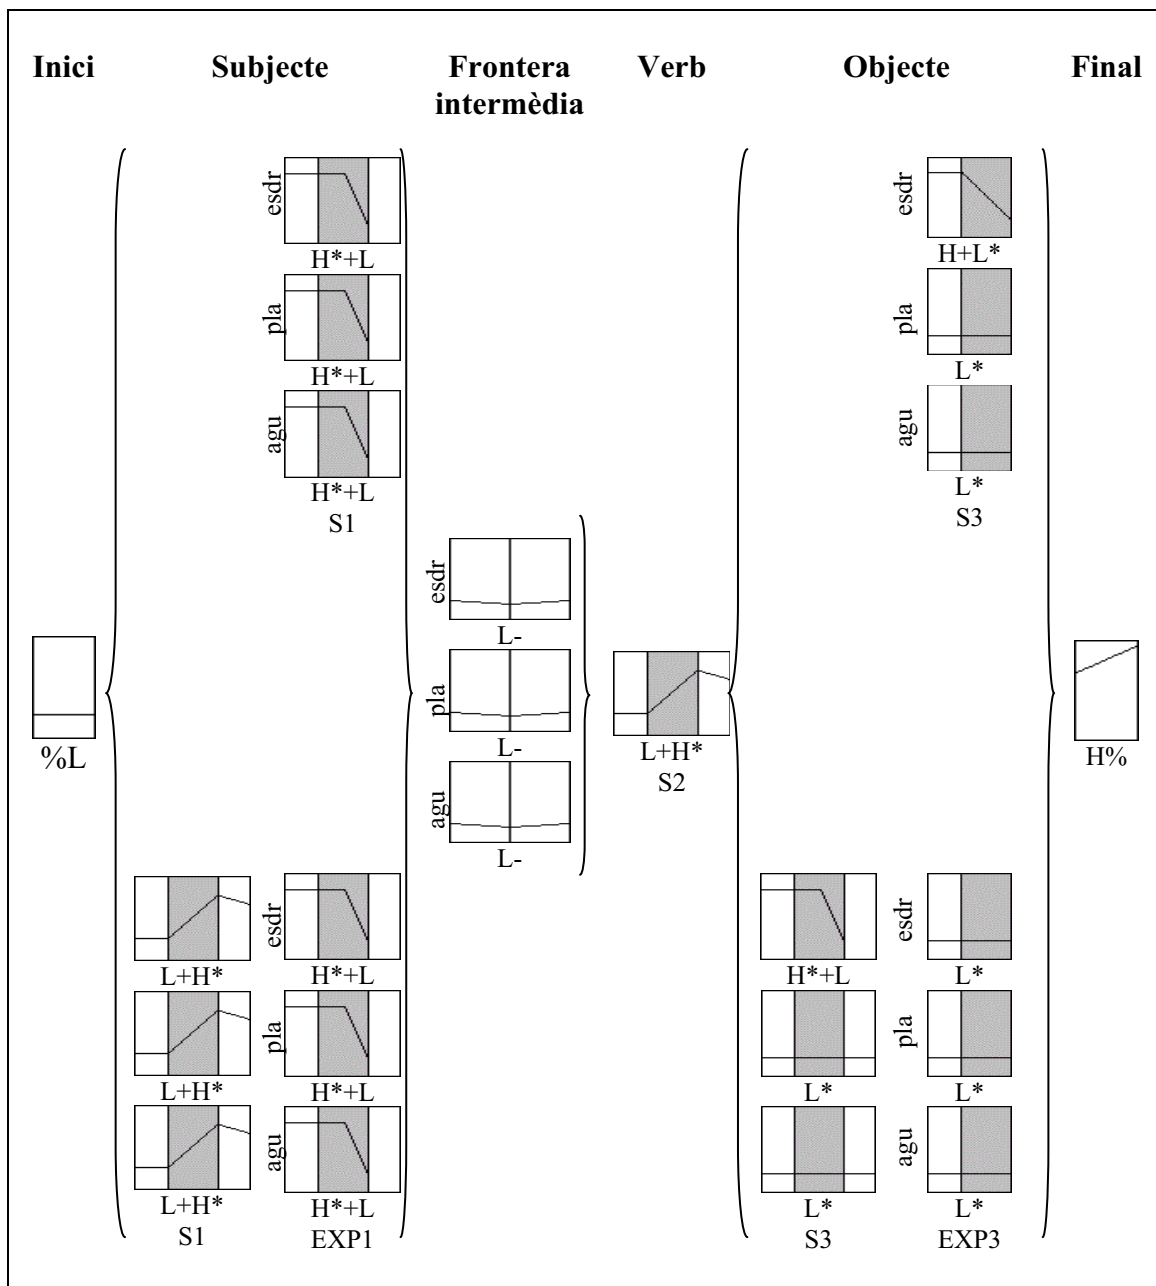 Inici Subjecte Frontera intermèdia Verb Objecte Final
esdr
H*+L
pla
H*+L
agu
H*+L
S1
esdr
H+L*
pla
L*
agu
L*
S3
%L
esdr
L-
pla
L-
agu
L-
L+H*
S2
H%
L+H*
esdr
H*+L
L+H*
pla
H*+L
L+H*
agu
H*+L
S1
EXP1
H*+L
esdr
L*
L*
pla
L*
L*
agu
L*
S3
EXP3